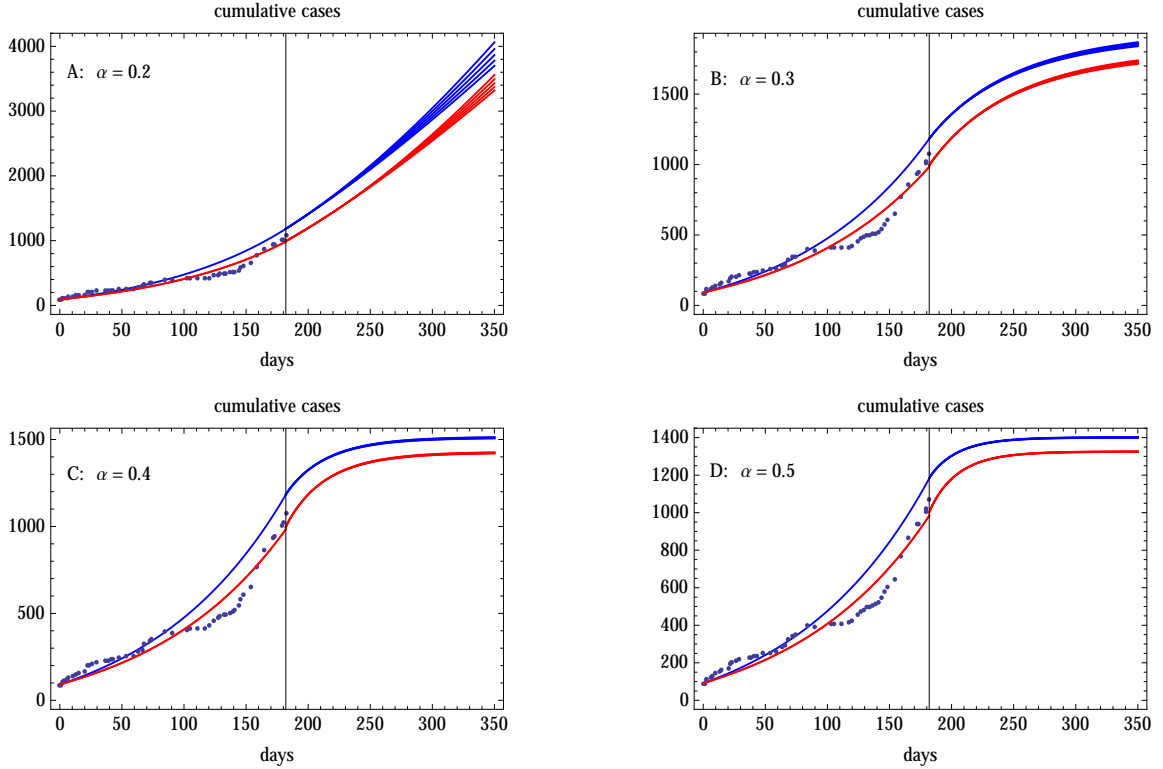 cumulative cases
A: α = 0.2
4000
3000
2000
1000
0
0 50 100 150 200 250 300 350
days
cumulative cases
B: α = 0.3
1500
1000
500
0
0 50 100 150 200 250 300 350
days
cumulative cases
C: α = 0.4
1500
1000
500
0
0 50 100 150 200 250 300 350
days
cumulative cases
D: α = 0.5
1400
1200
1000
800
600
400
200
0
0 50 100 150 200 250 300 350
days